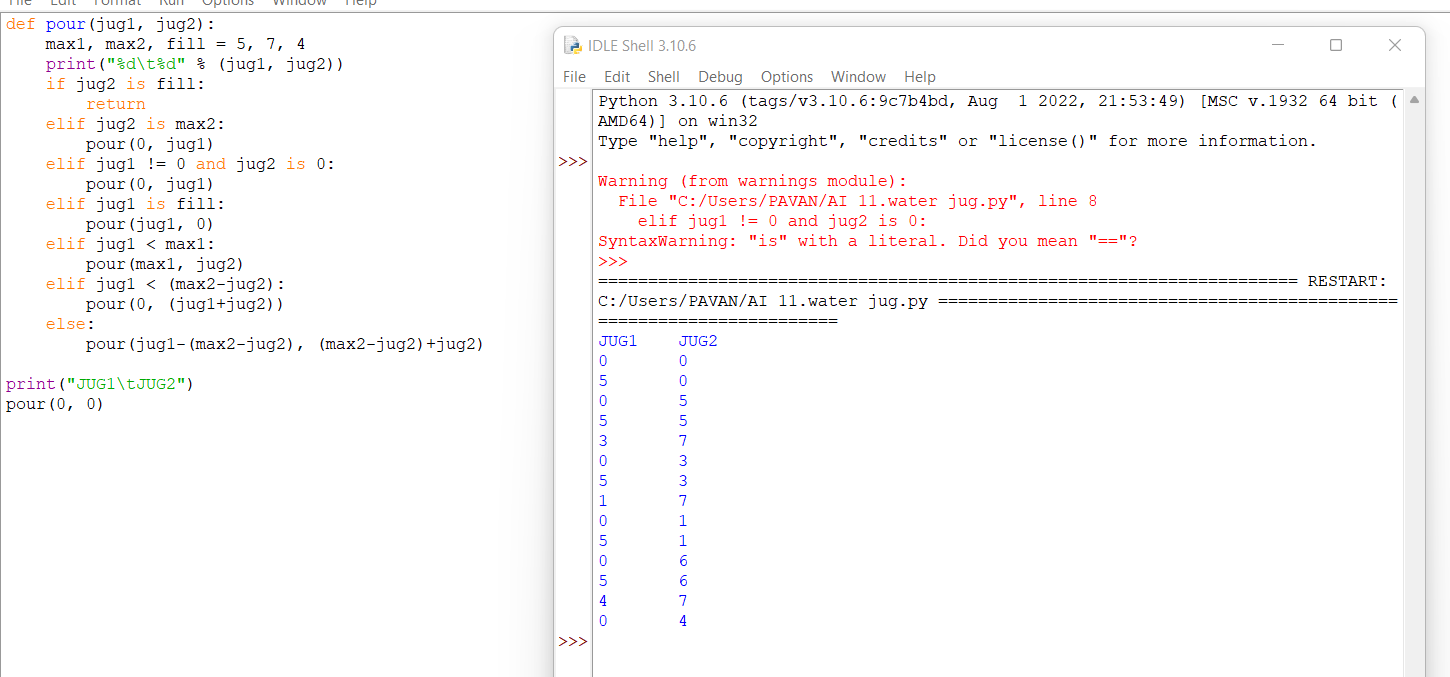 File Edit Format Run Options Window Help
def pour(jug1, jug2):
    max1, max2, fill = 5, 7, 4
    print("%d\t%d" % (jug1, jug2))
    if jug2 is fill:
        return
    elif jug2 is max2:
        pour(0, jug1)
    elif jug1 != 0 and jug2 is 0:
        pour(0, jug1)
    elif jug1 is fill:
        pour(jug1, 0)
    elif jug1 < max1:
        pour(max1, jug2)
    elif jug1 < (max2-jug2):
        pour(0, (jug1+jug2))
    else:
        pour(jug1-(max2-jug2), (max2-jug2)+jug2)
print("JUG1\tJUG2")
pour(0, 0)
IDLE Shell 3.10.6
File Edit Shell Debug Options Window Help
Python 3.10.6 (tags/v3.10.6:9c7b4bd, Aug  1 2022, 21:53:49) [MSC v.1932 64 bit (
AMD64)] on win32
Type "help", "copyright", "credits" or "license()" for more information.
>>>
Warning (from warnings module):
  File "C:/Users/PAVAN/AI 11.water jug.py", line 8
    elif jug1 != 0 and jug2 is 0:
SyntaxWarning: "is" with a literal. Did you mean "=="?
>>>
====================================================================== RESTART:
C:/Users/PAVAN/AI 11.water jug.py ==============================================
========================
JUG1	JUG2
0	0
5	0
0	5
5	5
3	7
0	3
5	3
1	7
0	1
5	1
0	6
5	6
4	7
0	4
>>>